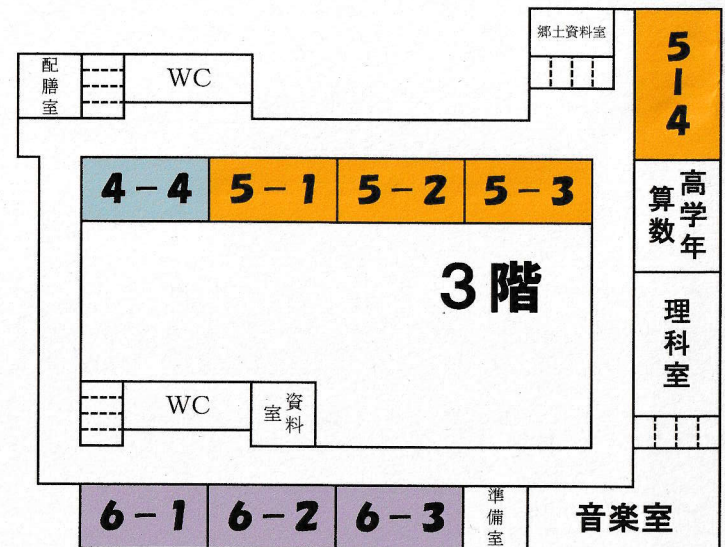 郷土資料室
5-4
配膳室
WC
4-4
5-1
5-2
5-3
高学年
算数
3階
理科室
WC
資料室
6-1
6-2
6-3
準備室
音楽室